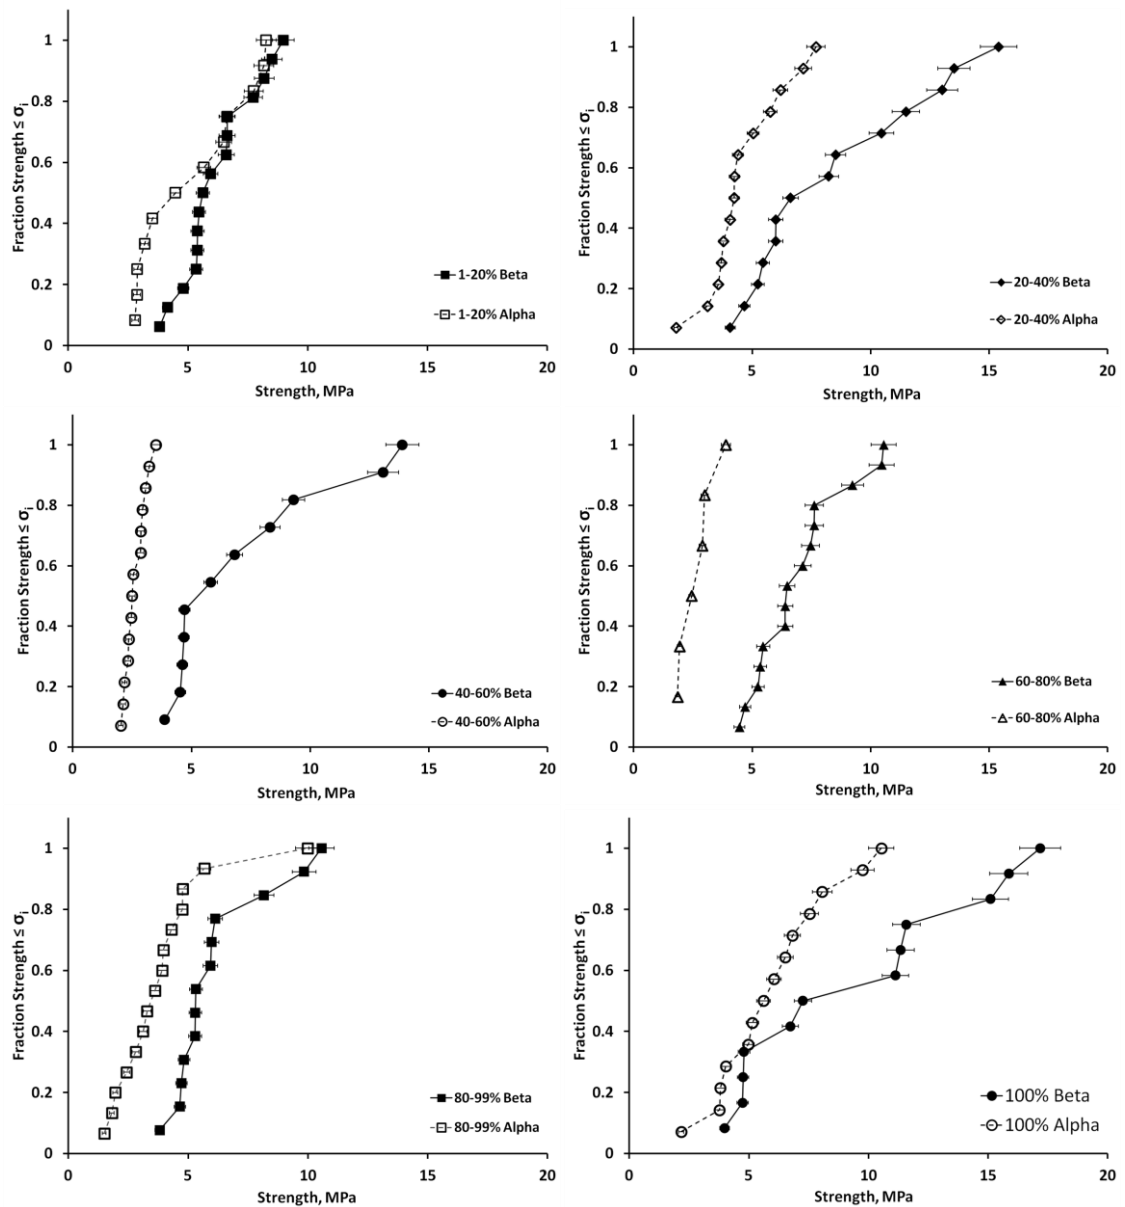 Fraction Strength ≤ σi
1
0.8
0.6
0.4
0.2
0
0 5 10 15 20
Strength, MPa
1-20% Beta
1-20% Alpha
Fraction Strength ≤ σi
1
0.8
0.6
0.4
0.2
0
0 5 10 15 20
Strength, MPa
20-40% Beta
20-40% Alpha
Fraction Strength ≤ σi
1
0.8
0.6
0.4
0.2
0
0 5 10 15 20
Strength, MPa
40-60% Beta
40-60% Alpha
Fraction Strength ≤ σi
1
0.8
0.6
0.4
0.2
0
0 5 10 15 20
Strength, MPa
60-80% Beta
60-80% Alpha
Fraction Strength ≤ σi
1
0.8
0.6
0.4
0.2
0
0 5 10 15 20
Strength, MPa
80-99% Beta
80-99% Alpha
Fraction Strength ≤ σi
1
0.8
0.6
0.4
0.2
0
0 5 10 15 20
Strength, MPa
100% Beta
100% Alpha